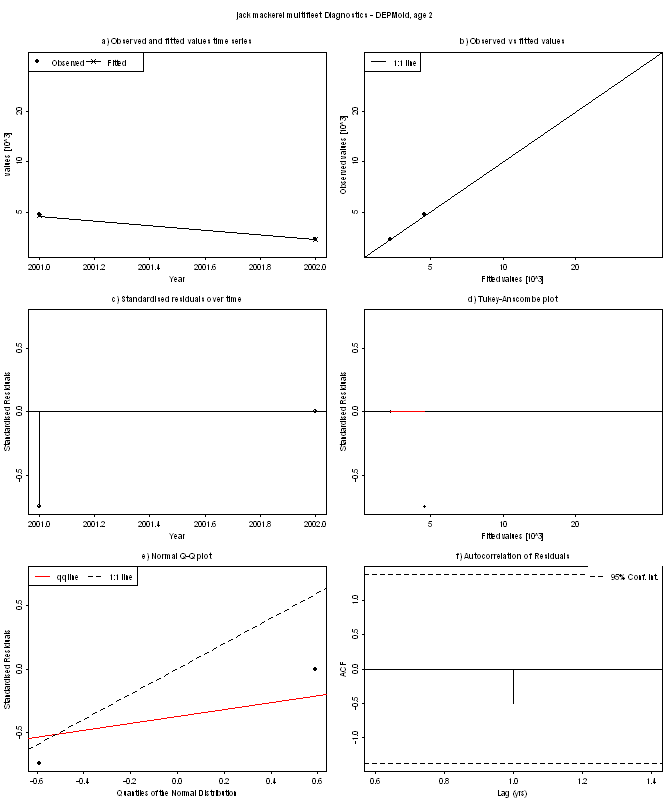 jack mackerel multifleet Diagnostics - DEPMold, age 2
a) Observed and fitted values time series
b) Observed vs fitted values
Observed Fitted
1:1 line
values [10^3]
5 10 20
2001.0 2001.2 2001.4 2001.6 2001.8 2002.0
Year
Observed values [10^3]
5 10 20
5 10 20
Fitted values [10^3]
c) Standardised residuals over time
d) Tukey-Anscombe plot
Standardised Residuals
-0.5 0.0 0.5
2001.0 2001.2 2001.4 2001.6 2001.8 2002.0
Year
Standardised Residuals
-0.5 0.0 0.5
5 10 20
Fitted values [10^3]
e) Normal Q-Q plot
f) Autocorrelation of Residuals
qq line 1:1 line
95% Conf. Int.
Standardised Residuals
-0.5 0.0 0.5
-0.6 -0.4 -0.2 0.0 0.2 0.4 0.6
Quantiles of the Normal Distribution
ACF
-1.0 -0.5 0.0 0.5 1.0
0.6 0.8 1.0 1.2 1.4
Lag (yrs)